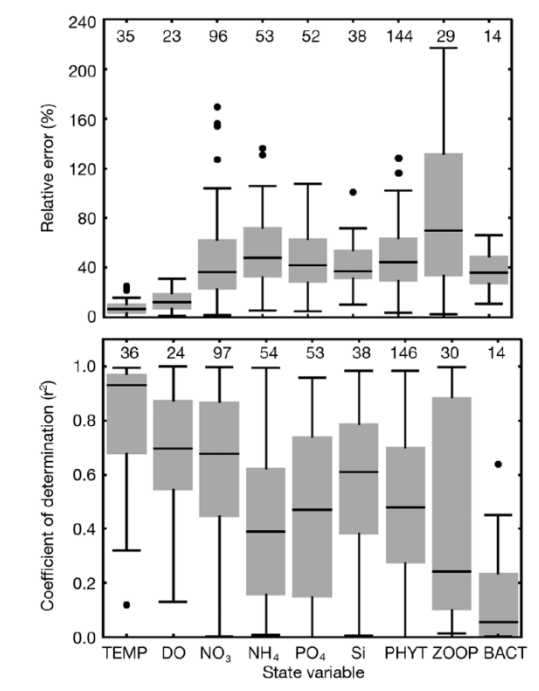 240
35 23 96 53 52 38 144 29 14
200
160
120
80
40
0
Relative error (%)
36 24 97 54 53 38 146 30 14
1.0
0.8
0.6
0.4
0.2
0.0
Coefficient of determination (r²)
TEMP DO NO₃ NH₄ PO₄ Si PHYT ZOOP BACT
State variable